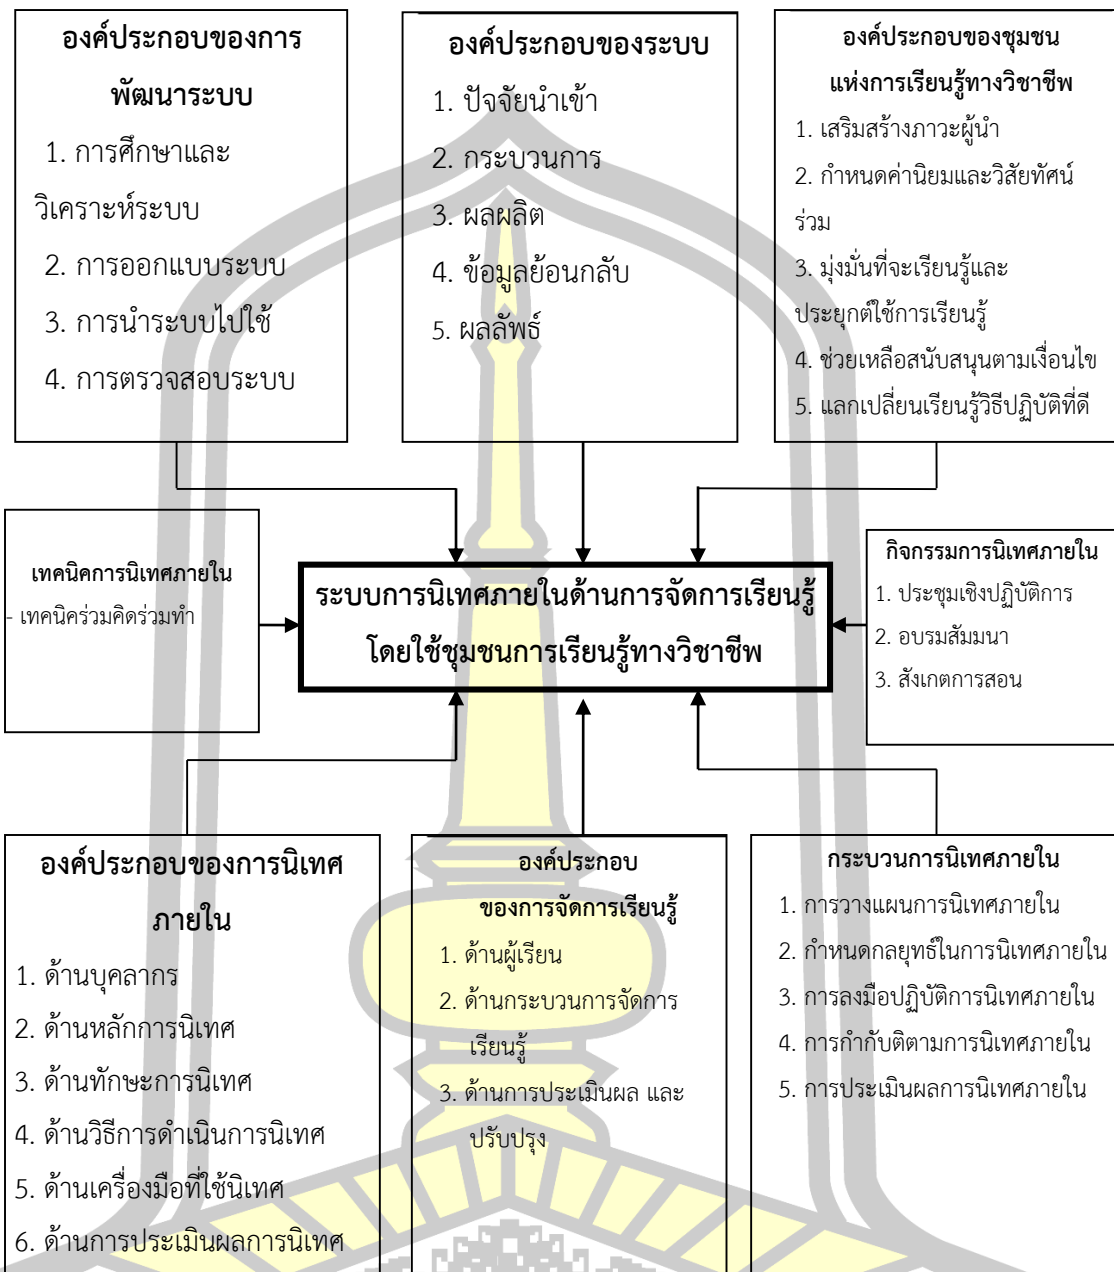 องค์ประกอบของการ
พัฒนาระบบ
1. การศึกษาและ
วิเคราะห์ระบบ
2. การออกแบบระบบ
3. การนำระบบไปใช้
4. การตรวจสอบระบบ
องค์ประกอบของระบบ
1. ปัจจัยนำเข้า
2. กระบวนการ
3. ผลผลิต
4. ข้อมูลย้อนกลับ
5. ผลลัพธ์
องค์ประกอบของชุมชน
แห่งการเรียนรู้ทางวิชาชีพ
1. เสริมสร้างภาวะผู้นำ
2. กำหนดค่านิยมและวิสัยทัศน์
ร่วม
3. มุ่งมั่นที่จะเรียนรู้และ
ประยุกต์ใช้การเรียนรู้
4. ช่วยเหลือสนับสนุนตามเงื่อนไข
5. แลกเปลี่ยนเรียนรู้วิธีปฏิบัติที่ดี
เทคนิคการนิเทศภายใน
- เทคนิคร่วมคิดร่วมทำ
ระบบการนิเทศภายในด้านการจัดการเรียนรู้
โดยใช้ชุมชนการเรียนรู้ทางวิชาชีพ
กิจกรรมการนิเทศภายใน
1. ประชุมเชิงปฏิบัติการ
2. อบรมสัมมนา
3. สังเกตการสอน
องค์ประกอบของการนิเทศ
ภายใน
1. ด้านบุคลากร
2. ด้านหลักการนิเทศ
3. ด้านทักษะการนิเทศ
4. ด้านวิธีการดำเนินการนิเทศ
5. ด้านเครื่องมือที่ใช้นิเทศ
6. ด้านการประเมินผลการนิเทศ
องค์ประกอบ
ของการจัดการเรียนรู้
1. ด้านผู้เรียน
2. ด้านกระบวนการจัดการ
เรียนรู้
3. ด้านการประเมินผล และ
ปรับปรุง
กระบวนการนิเทศภายใน
1. การวางแผนการนิเทศภายใน
2. กำหนดกลยุทธ์ในการนิเทศภายใน
3. การลงมือปฏิบัติการนิเทศภายใน
4. การกำกับติตามการนิเทศภายใน
5. การประเมินผลการนิเทศภายใน